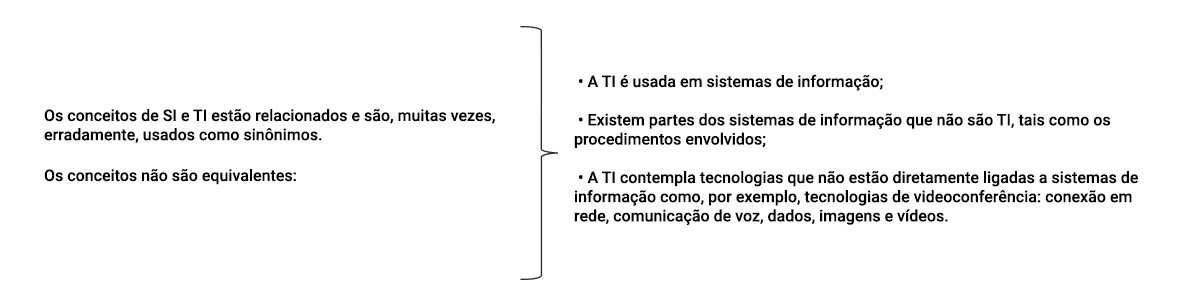 Os conceitos de SI e TI estão relacionados e são, muitas vezes,
erradamente, usados como sinônimos.
Os conceitos não são equivalentes:
• A TI é usada em sistemas de informação;
• Existem partes dos sistemas de informação que não são TI, tais como os
procedimentos envolvidos;
• A TI contempla tecnologias que não estão diretamente ligadas a sistemas de
informação como, por exemplo, tecnologias de videoconferência: conexão em
rede, comunicação de voz, dados, imagens e vídeos.